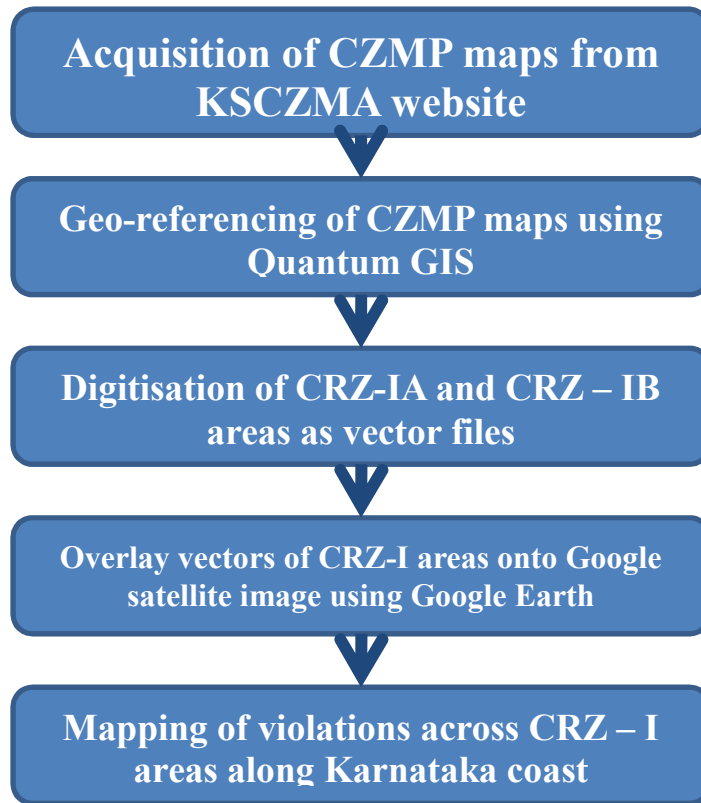 Acquisition of CZMP maps from
KSCZMA website
Geo-referencing of CZMP maps using
Quantum GIS
Digitisation of CRZ-IA and CRZ – IB
areas as vector files
Overlay vectors of CRZ-I areas onto Google
satellite image using Google Earth
Mapping of violations across CRZ – I
areas along Karnataka coast